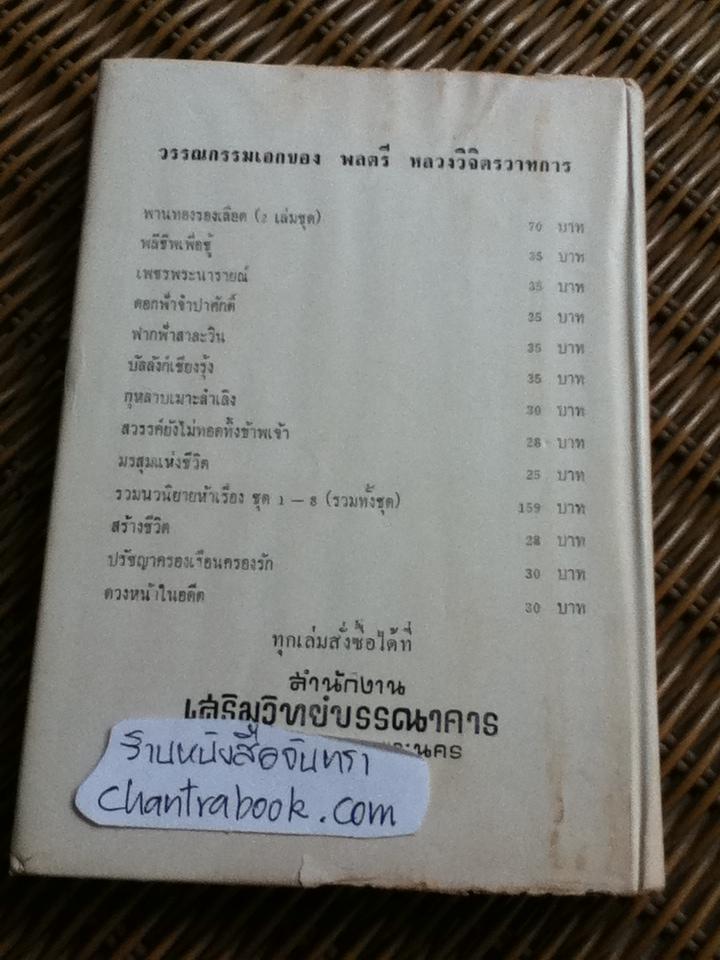 วรรณกรรมเอกของ พลตรี หลวงวิจิตรวาทการ
พานทองรองเลือด (2 เล่มชุด) 70 บาท
พลีชีพเพื่อชู้ 35 บาท
เพชรพระนารายณ์ 35 บาท
ดอกฟ้าจำปาศักดิ์ 35 บาท
ฟากฟ้าสาละวิน 35 บาท
บัลลังก์เชียงรุ้ง 35 บาท
กุหลาบเมาะลำเลิง 30 บาท
สวรรค์ยังไม่ทอดทิ้งข้าพเจ้า 28 บาท
มรสุมแห่งชีวิต 25 บาท
รวมนวนิยายห้าเรื่อง ชุด 1 – 8 (รวมทั้งชุด) 159 บาท
สร้างชีวิต 28 บาท
ปรัชญาครองเรือนครองรัก 30 บาท
ดวงหน้าในอดีต 30 บาท
ทุกเล่มสั่งซื้อได้ที่
สำนักงาน
เสริมวิทย์บรรณาคาร
ร้านหนังสือจันทรา
chantrabook.com